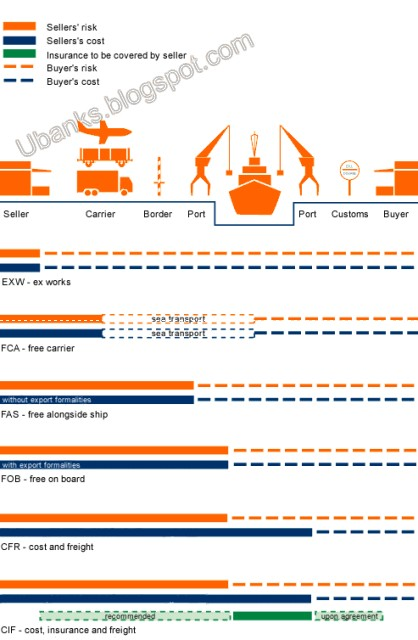 Sellers' risk
Sellers's cost
Insurance to be covered by seller
Buyer's risk
Buyer's cost
Ubanks.blogspot.com
Seller Carrier Border Port Port Customs Buyer
EXW - ex works
sea transport
sea transport
FCA - free carrier
without export formalities
FAS - free alongside ship
with export formalities
FOB - free on board
CFR - cost and freight
recommended upon agreement
CIF - cost, insurance and freight